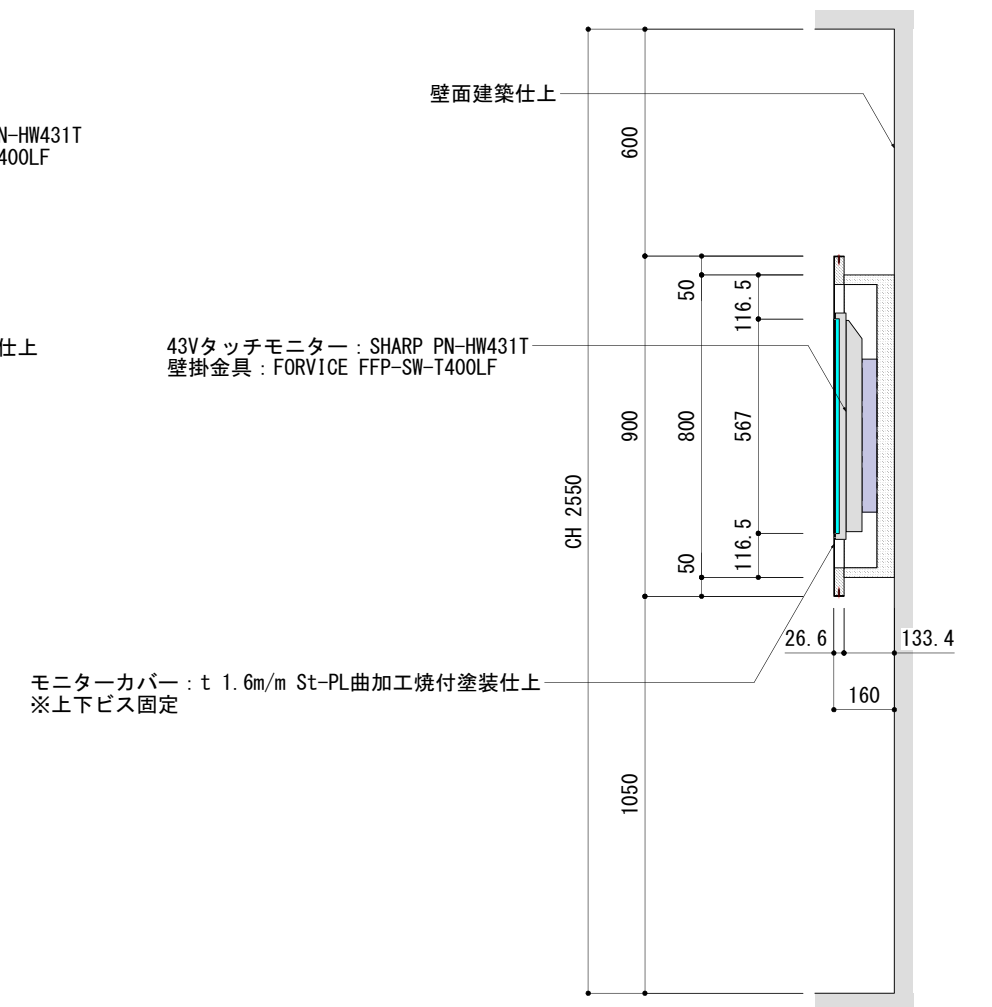 壁面建築仕上
N-HW431T
400LF
600
50
116.5
仕上
43Vタッチモニター：SHARP PN-HW431T
壁掛金具：FORVICE FFP-SW-T400LF
900
800
567
CH 2550
116.5
50
26.6
133.4
モニターカバー：t 1.6m/m St-PL曲加工焼付塗装仕上
※上下ビス固定
160
1050